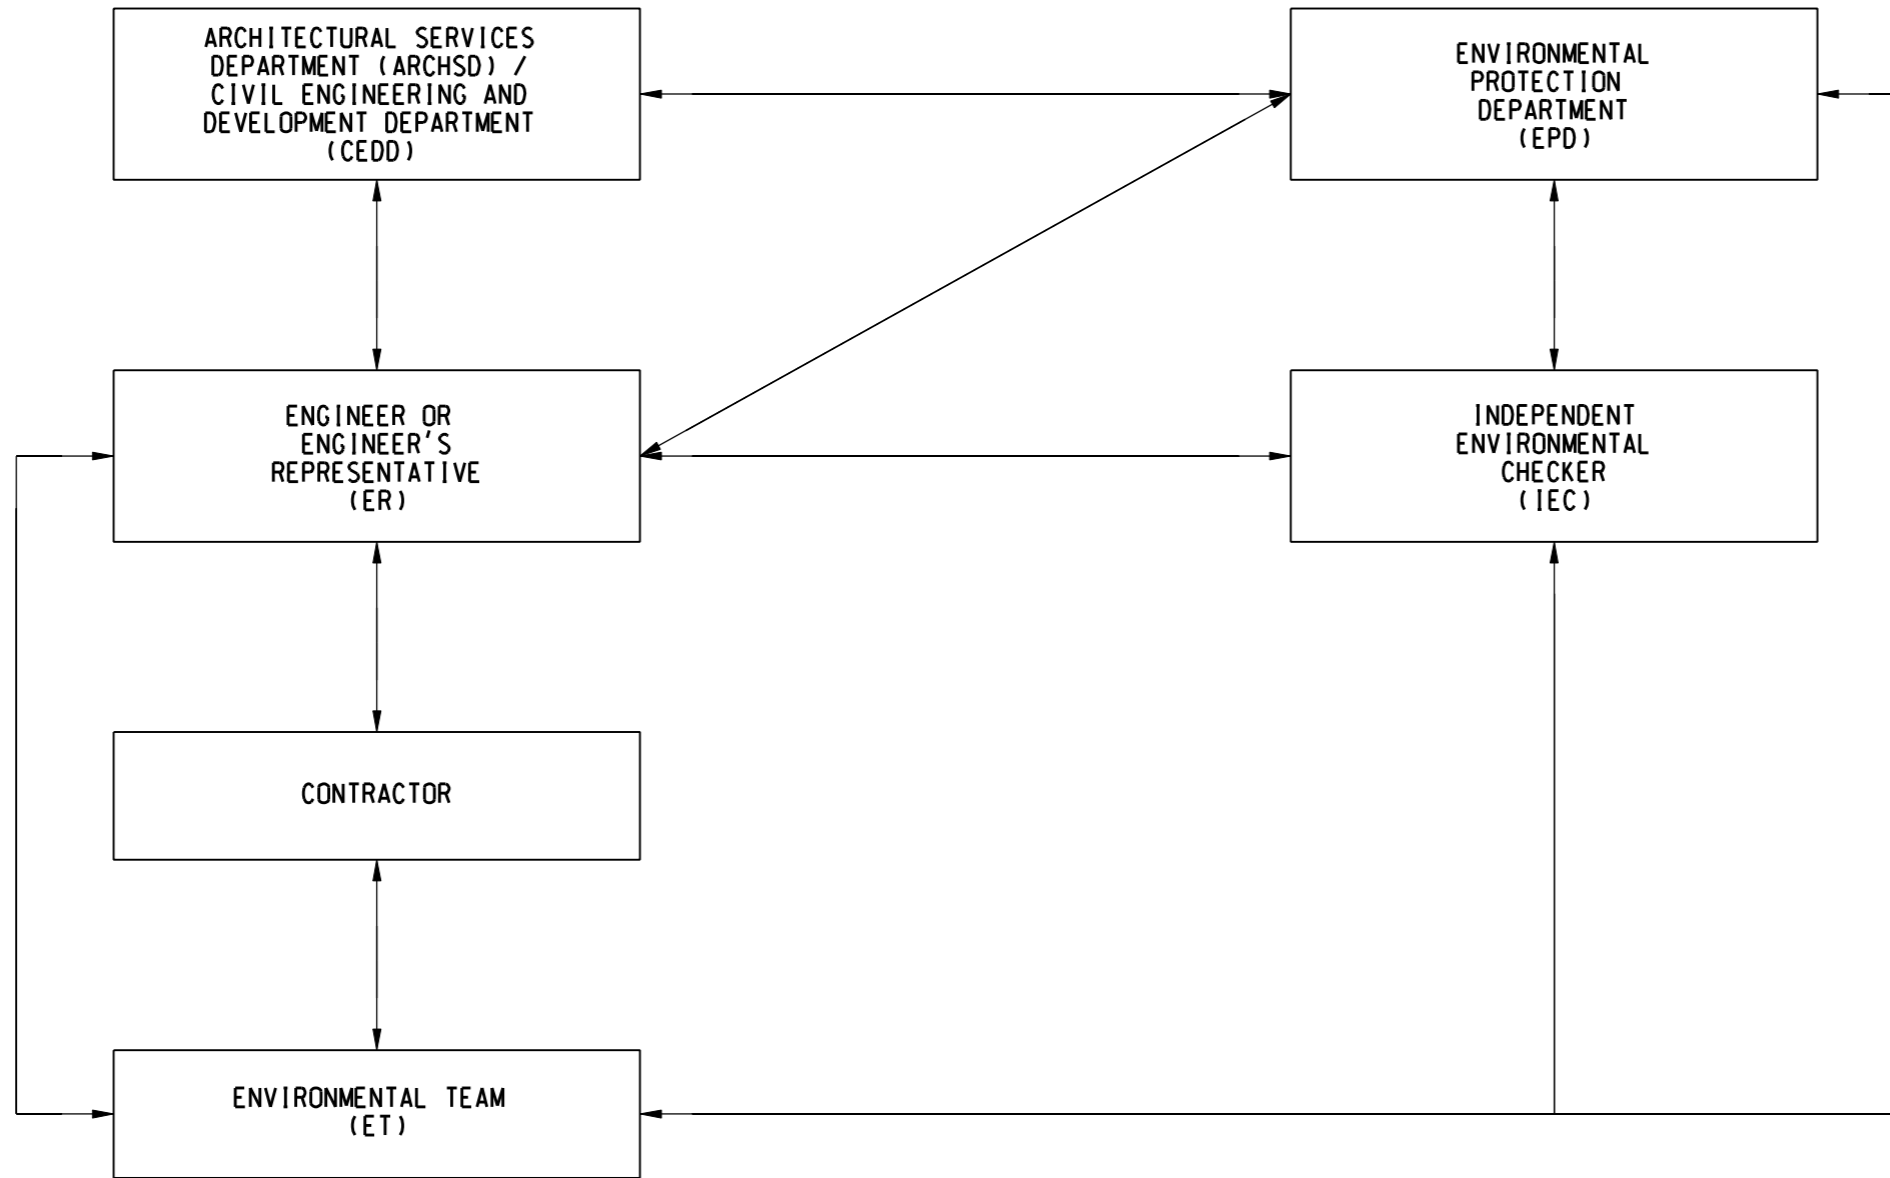 ARCHITECTURAL SERVICES
DEPARTMENT (ARCHSD) /
CIVIL ENGINEERING AND
DEVELOPMENT DEPARTMENT
(CEDD)
ENVIRONMENTAL
PROTECTION
DEPARTMENT
(EPD)
ENGINEER OR
ENGINEER'S
REPRESENTATIVE
(ER)
INDEPENDENT
ENVIRONMENTAL
CHECKER
(IEC)
CONTRACTOR
ENVIRONMENTAL TEAM
(ET)